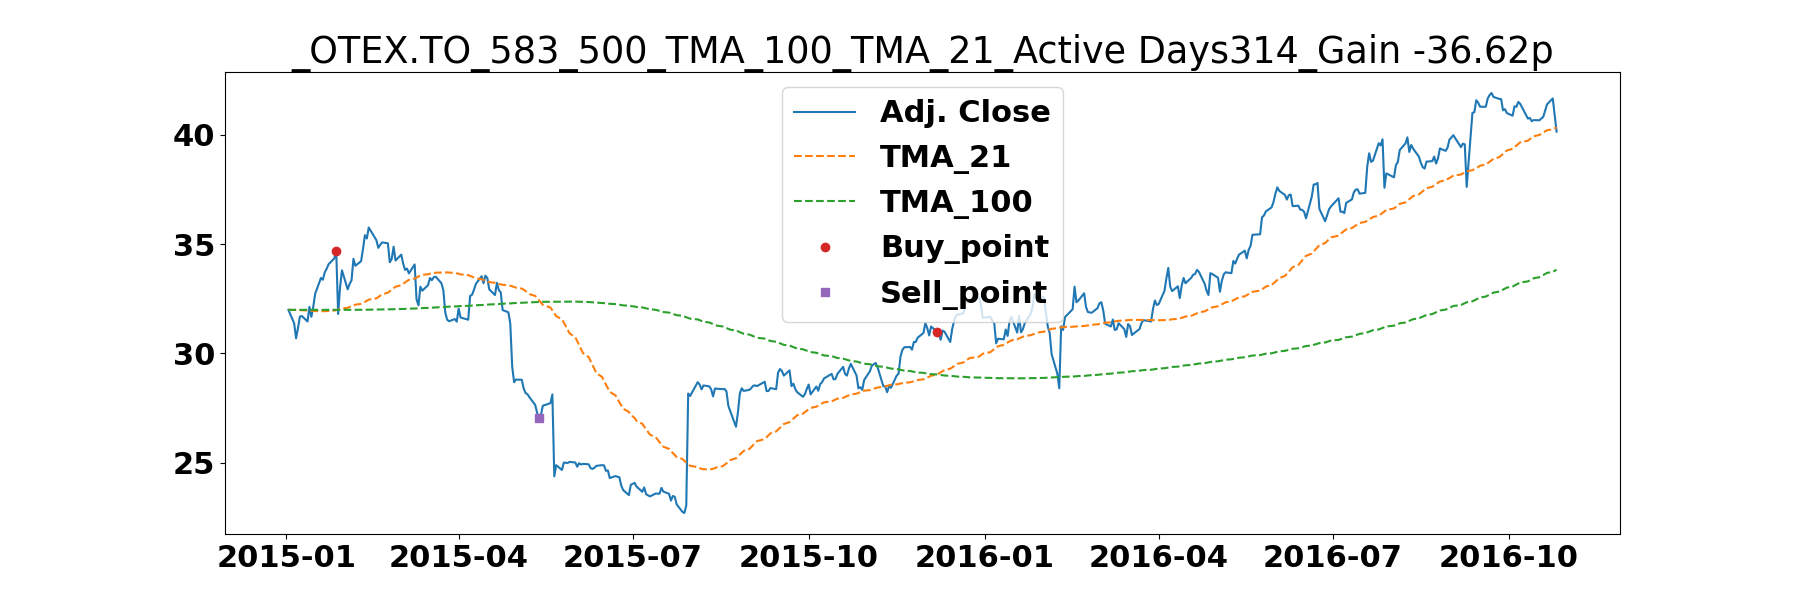 _OTEX.TO_583_500_TMA_100_TMA_21_Active Days314_Gain -36.62p
Adj. Close
TMA_21
TMA_100
Buy_point
Sell_point
40
35
30
25
2015-01 2015-04 2015-07 2015-10 2016-01 2016-04 2016-07 2016-10